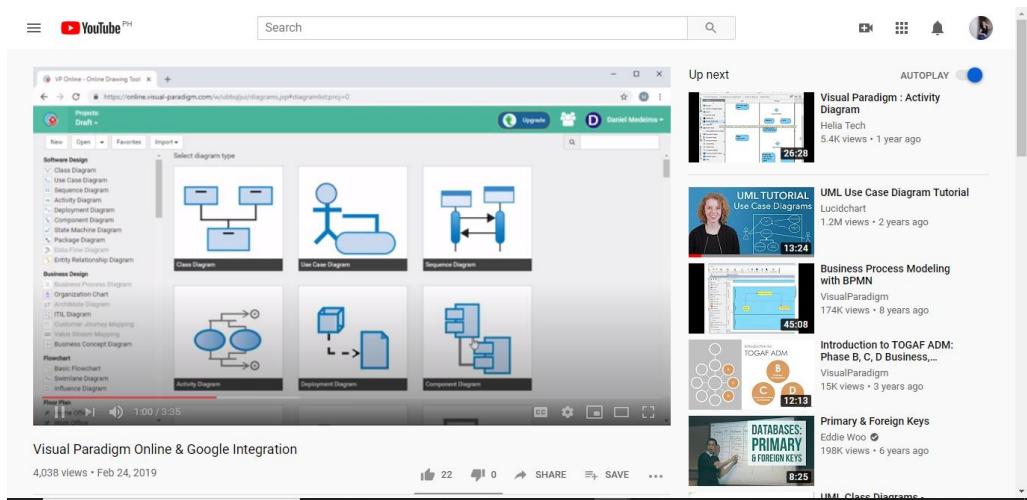 YouTube PH
Search
VP Online - Online Drawing Tool
https://online.visual-paradigm.com/w/ubbqjjui/diagrams.jsp#diagramlist:proj=0
Projects
Draft
Upgrade
D
Daniel Medeiros
New Open Favorites Import
Software Design
Class Diagram
Use Case Diagram
Sequence Diagram
Activity Diagram
Deployment Diagram
Component Diagram
State Machine Diagram
Package Diagram
Data Flow Diagram
Entity Relationship Diagram
Business Design
Business Process Diagram
Organization Chart
ArchiMate Diagram
ITIL Diagram
Customer Journey Mapping
Value Stream Mapping
Business Concept Diagram
Flowchart
Basic Flowchart
Swimlane Diagram
Influence Diagram
Floor Plan
Select diagram type
Class Diagram
Use Case Diagram
Sequence Diagram
Activity Diagram
Deployment Diagram
Component Diagram
1:00 / 3:35
CC
Visual Paradigm Online & Google Integration
4,038 views • Feb 24, 2019
22
0
SHARE
SAVE
Up next
AUTOPLAY
26:28
Visual Paradigm : Activity
Diagram
Helia Tech
5.4K views • 1 year ago
UML TUTORIAL
Use Case Diagrams
13:24
UML Use Case Diagram Tutorial
Lucidchart
1.2M views • 2 years ago
45:08
Business Process Modeling
with BPMN
VisualParadigm
174K views • 8 years ago
TOGAF ADM
B
C
D
12:13
Introduction to TOGAF ADM:
Phase B, C, D Business,...
VisualParadigm
15K views • 3 years ago
DATABASES:
PRIMARY
& FOREIGN KEYS
8:25
Primary & Foreign Keys
Eddie Woo
198K views • 6 years ago
UML Class Diagrams -